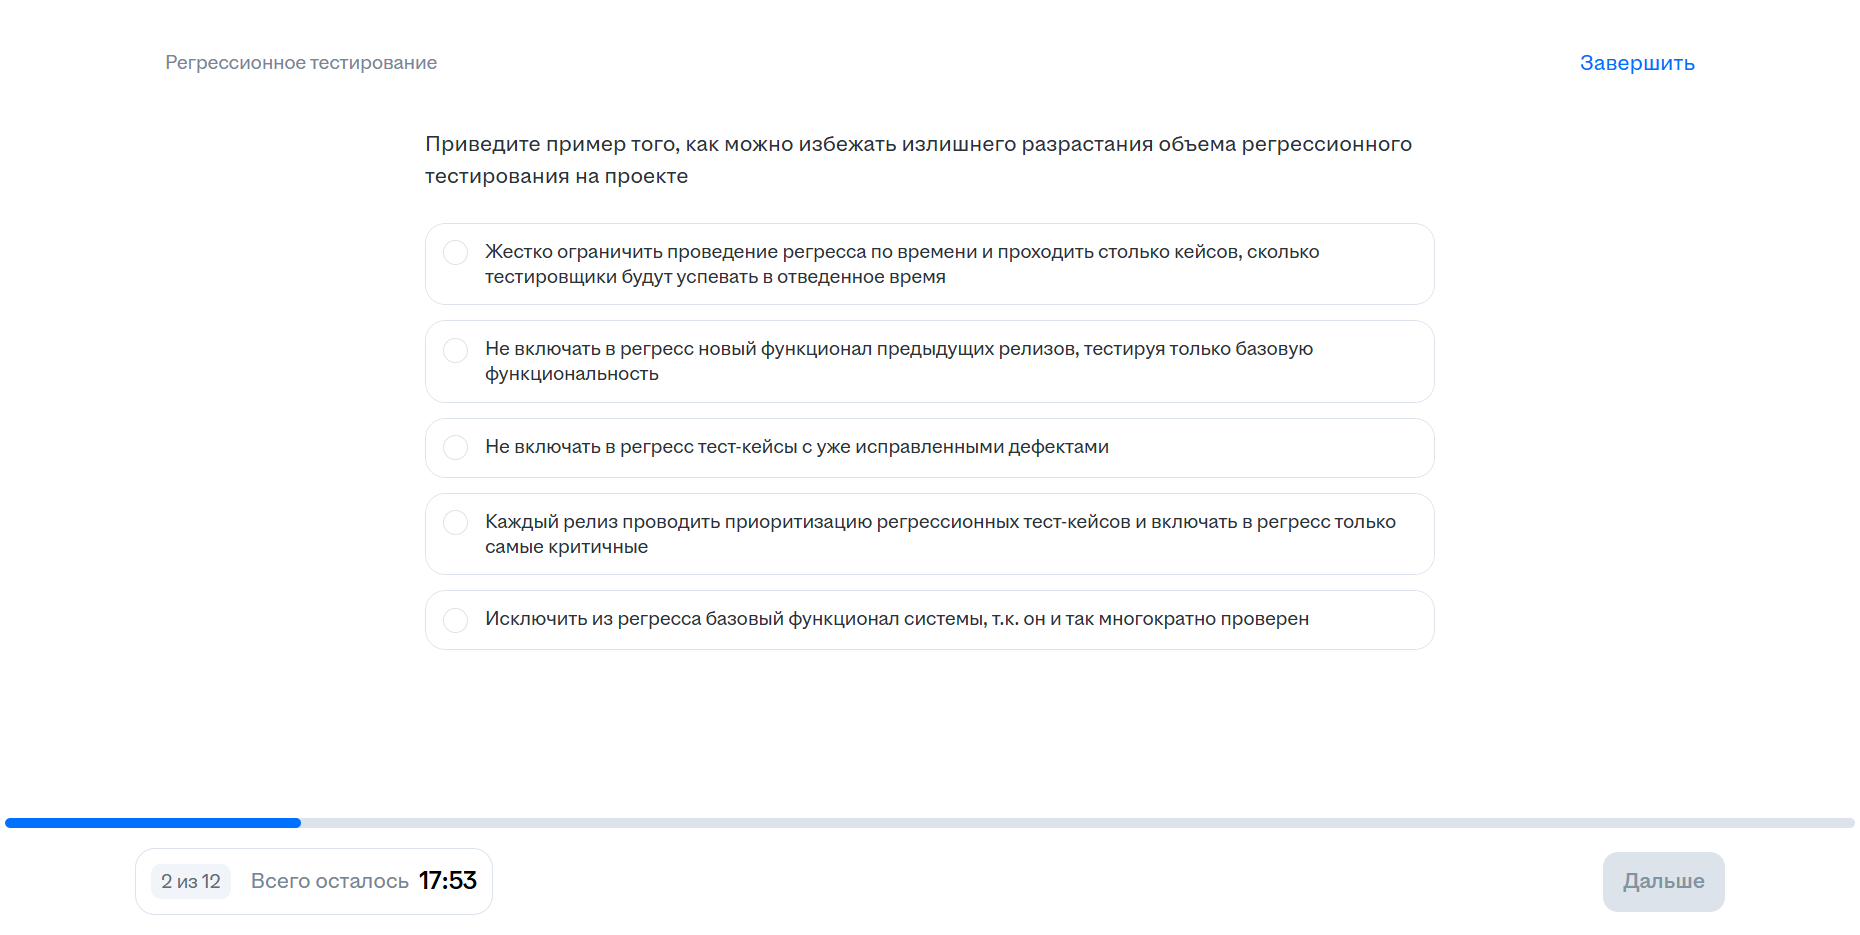 Регрессионное тестирование
Завершить
Приведите пример того, как можно избежать излишнего разрастания объема регрессионного
тестирования на проекте
Жестко ограничить проведение регресса по времени и проходить столько кейсов, сколько
тестировщики будут успевать в отведенное время
Не включать в регресс новый функционал предыдущих релизов, тестируя только базовую
функциональность
Не включать в регресс тест-кейсы с уже исправленными дефектами
Каждый релиз проводить приоритизацию регрессионных тест-кейсов и включать в регресс только
самые критичные
Исключить из регресса базовый функционал системы, т.к. он и так многократно проверен
2 из 12
Всего осталось 17:53
Дальше